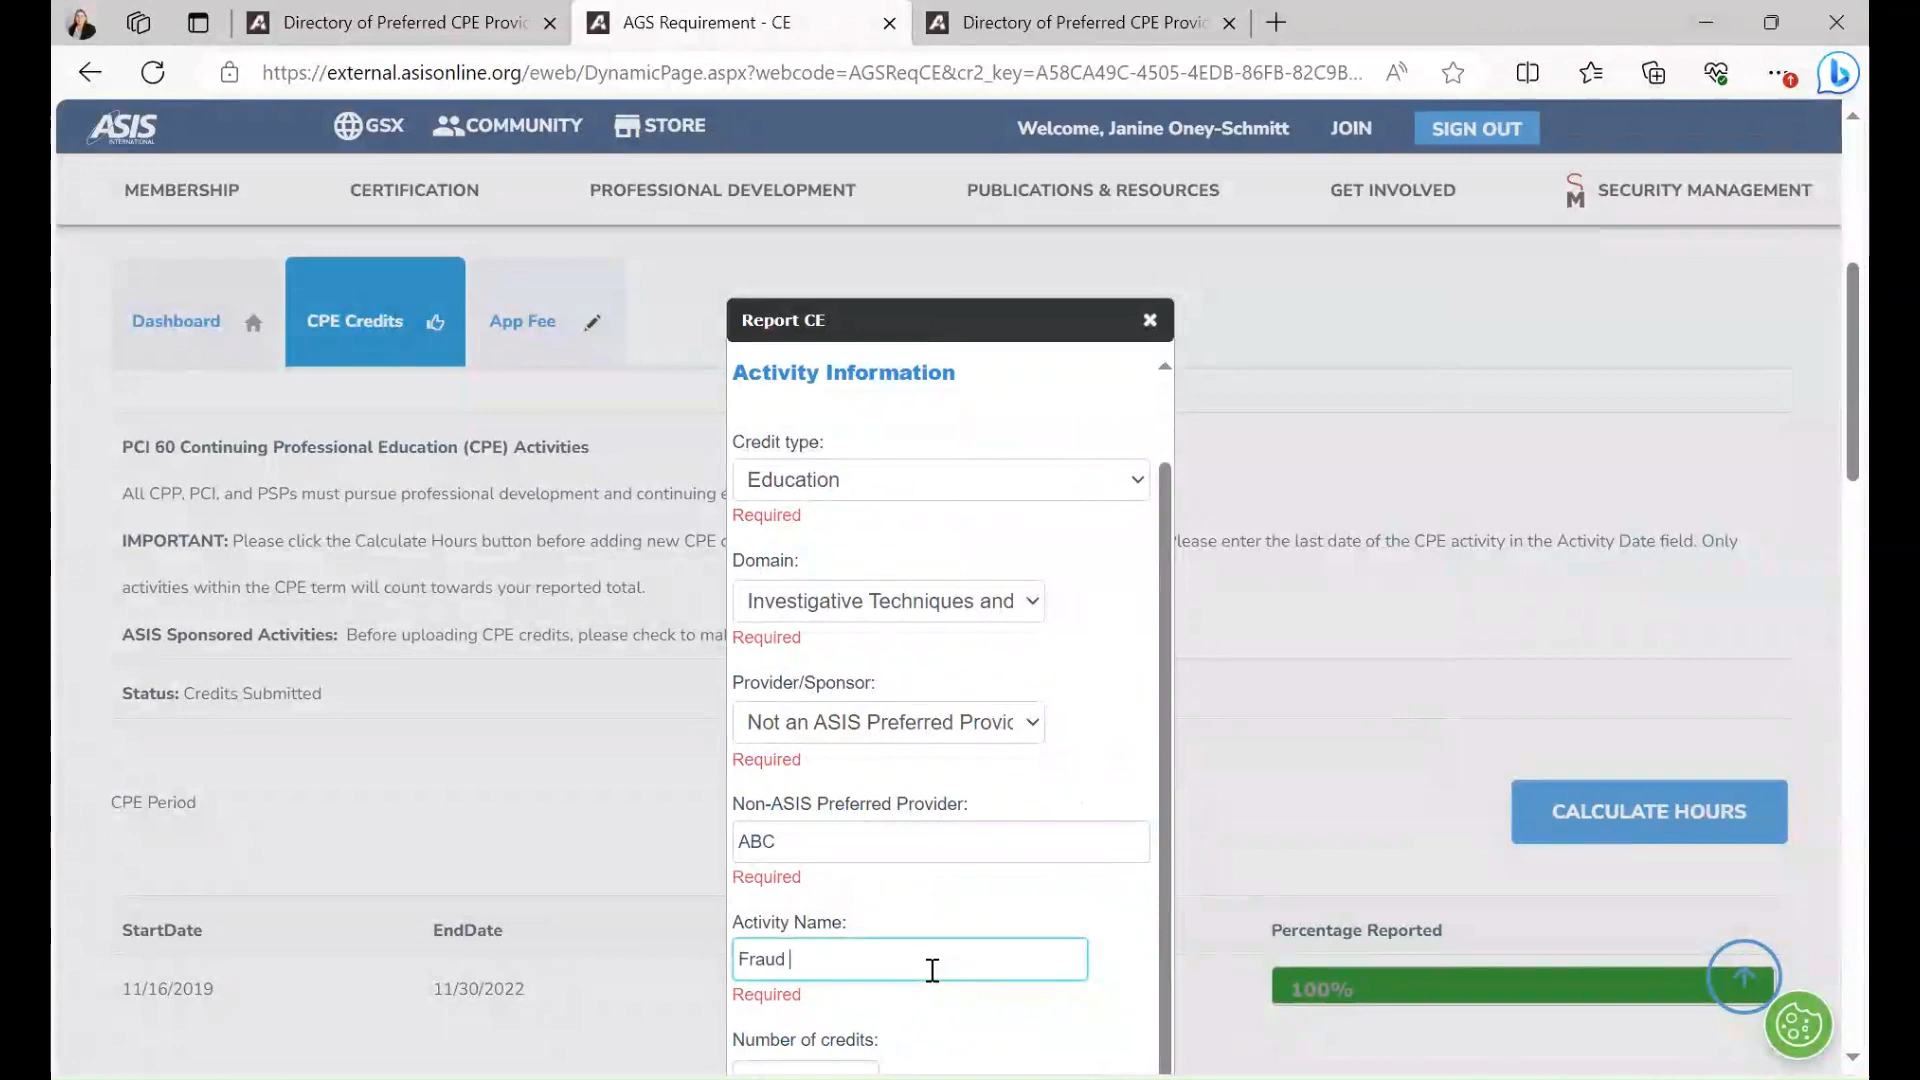 Directory of Preferred CPE Provic
AGS Requirement - CE
Directory of Preferred CPE Provic
https://external.asisonline.org/eweb/DynamicPage.aspx?webcode=AGSReqCE&cr2_key=A58CA49C-4505-4EDB-86FB-82C9B...
ASIS
INTERNATIONAL
GSX
COMMUNITY
STORE
Welcome, Janine Oney-Schmitt
JOIN
SIGN OUT
MEMBERSHIP
CERTIFICATION
PROFESSIONAL DEVELOPMENT
PUBLICATIONS & RESOURCES
GET INVOLVED
SM
SECURITY MANAGEMENT
Dashboard
CPE Credits
App Fee
Report CE
Activity Information
Credit type:
Education
Required
Domain:
Investigative Techniques and
Required
Provider/Sponsor:
Not an ASIS Preferred Provic
Required
Non-ASIS Preferred Provider:
ABC
Required
Activity Name:
Fraud
Required
Number of credits:
PCI 60 Continuing Professional Education (CPE) Activities
All CPP, PCI, and PSPs must pursue professional development and continuing e
IMPORTANT: Please click the Calculate Hours button before adding new CPE c
lease enter the last date of the CPE activity in the Activity Date field. Only
activities within the CPE term will count towards your reported total.
ASIS Sponsored Activities: Before uploading CPE credits, please check to mal
Status: Credits Submitted
CPE Period
CALCULATE HOURS
StartDate
EndDate
Percentage Reported
11/16/2019
11/30/2022
100%